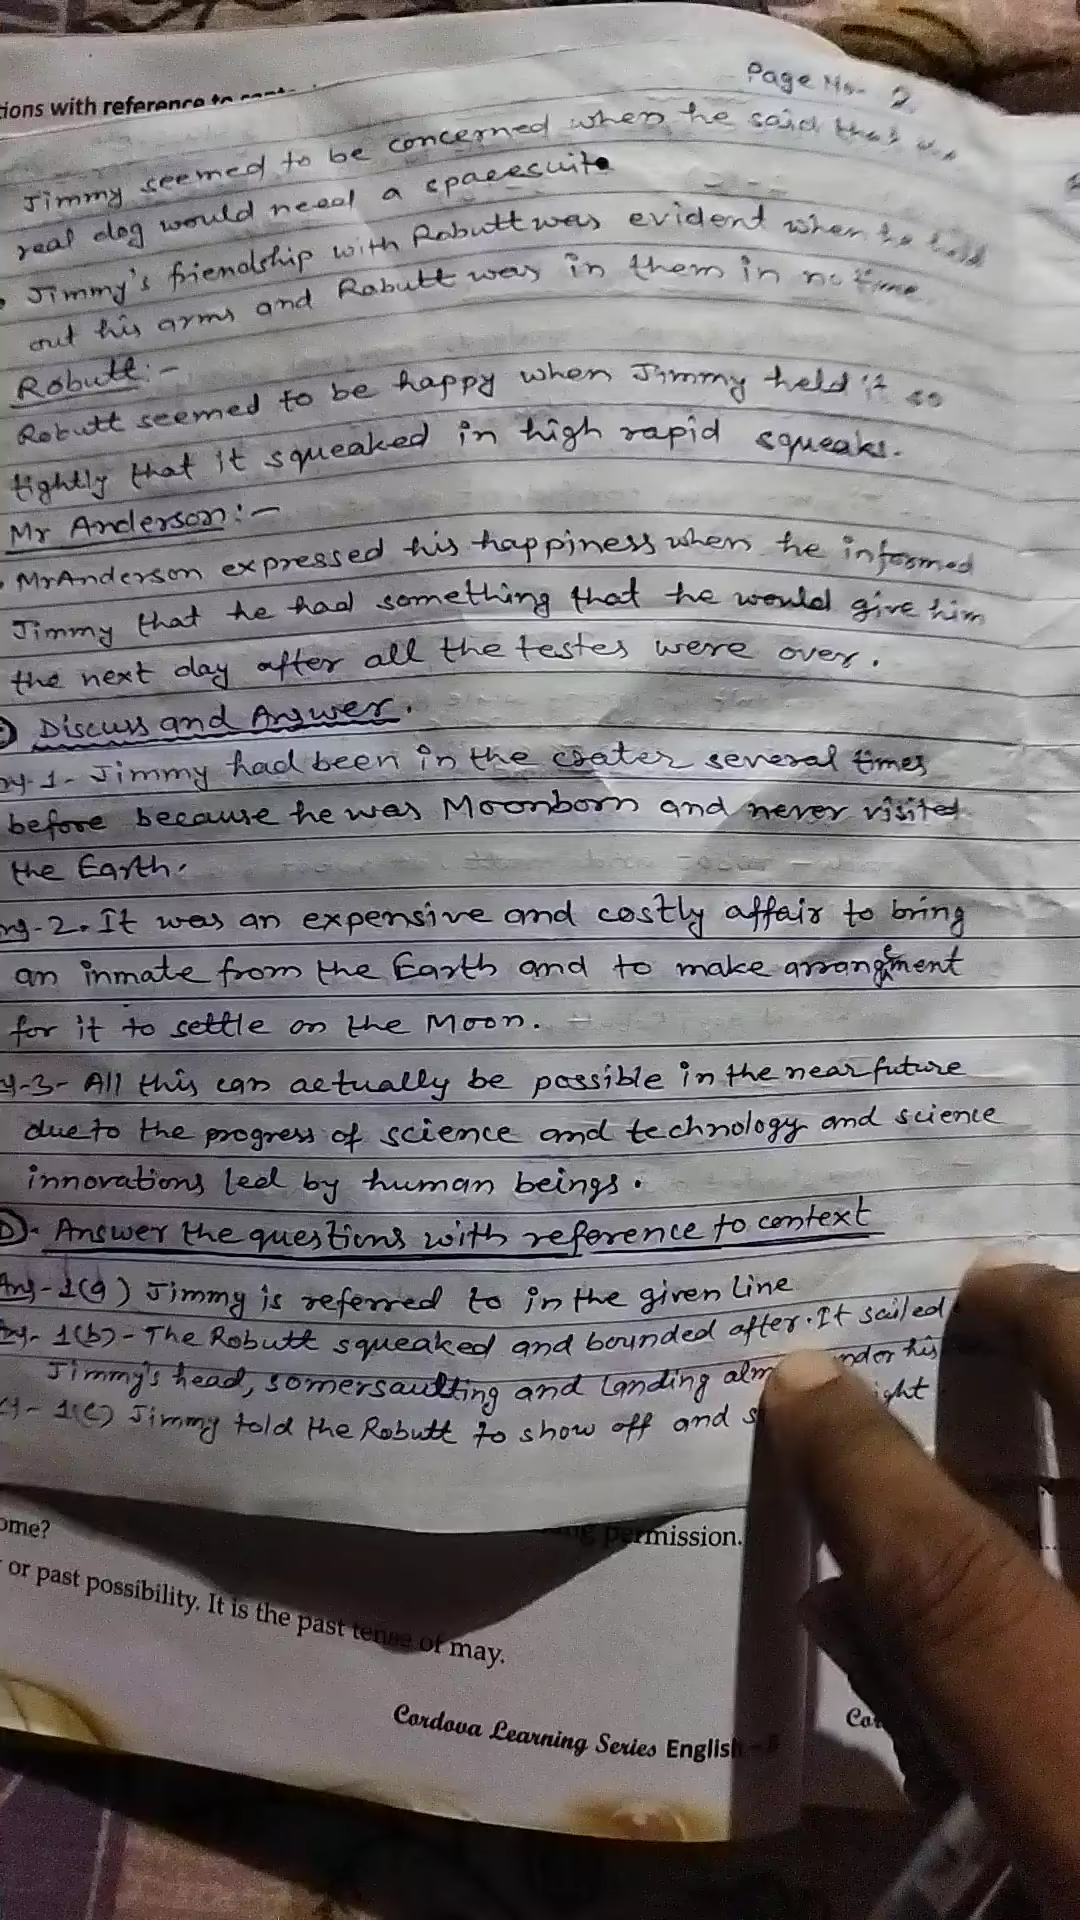 Page No- 2
tions with reference to
Jimmy seemed to be concerned when he said that
real dog would need a spacesuit.
Jimmy's friendship with Robutt was evident when he held
out his arms and Robutt was in them in no time.
Robutt:-
Robutt seemed to be happy when Jimmy held it so
tightly that it squeaked in high rapid squeaks.
Mr Anderson:-
Mr Anderson expressed his happiness when he informed
Jimmy that he had something that he would give him
the next day after all the testes were over.
Discuss and Answer.
1- Jimmy had been in the crater several times
before because he was Moonborn and never visited
the Earth.
2. It was an expensive and costly affair to bring
an inmate from the Earth and to make arrangement
for it to settle on the Moon.
3- All this can actually be possible in the near future
due to the progress of science and technology and science
innovations led by human beings.
D). Answer the questions with reference to context
Ans-1(a) Jimmy is referred to in the given line
1(b)- The Robutt squeaked and bounded after. It sailed
Jimmy's head, somersaulting and landing under his
1(c) Jimmy told the Robutt to show off and
ome?
permission.
or past possibility. It is the past tense of may.
Cordova Learning Series English